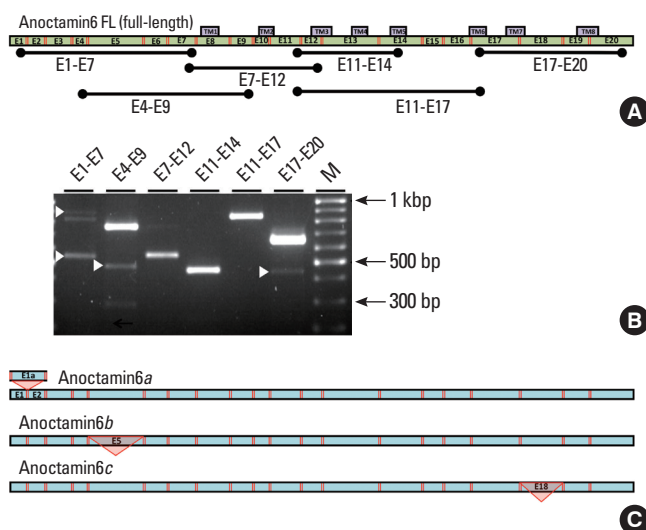 Anoctamin6 FL (full-length)
TM1 TM2 TM3 TM4 TM5 TM6 TM7 TM8
E1 E2 E3 E4 E5 E6 E7 E8 E9 E10 E11 E12 E13 E14 E15 E16 E17 E18 E19 E20
E1-E7 E7-E12 E11-E14 E17-E20
E4-E9 E11-E17
A
E1-E7 E4-E9 E7-E12 E11-E14 E11-E17 E17-E20 M
1 kbp
500 bp
300 bp
B
E1a Anoctamin6a
E1 E2
Anoctamin6b
E5
Anoctamin6c
E18
C